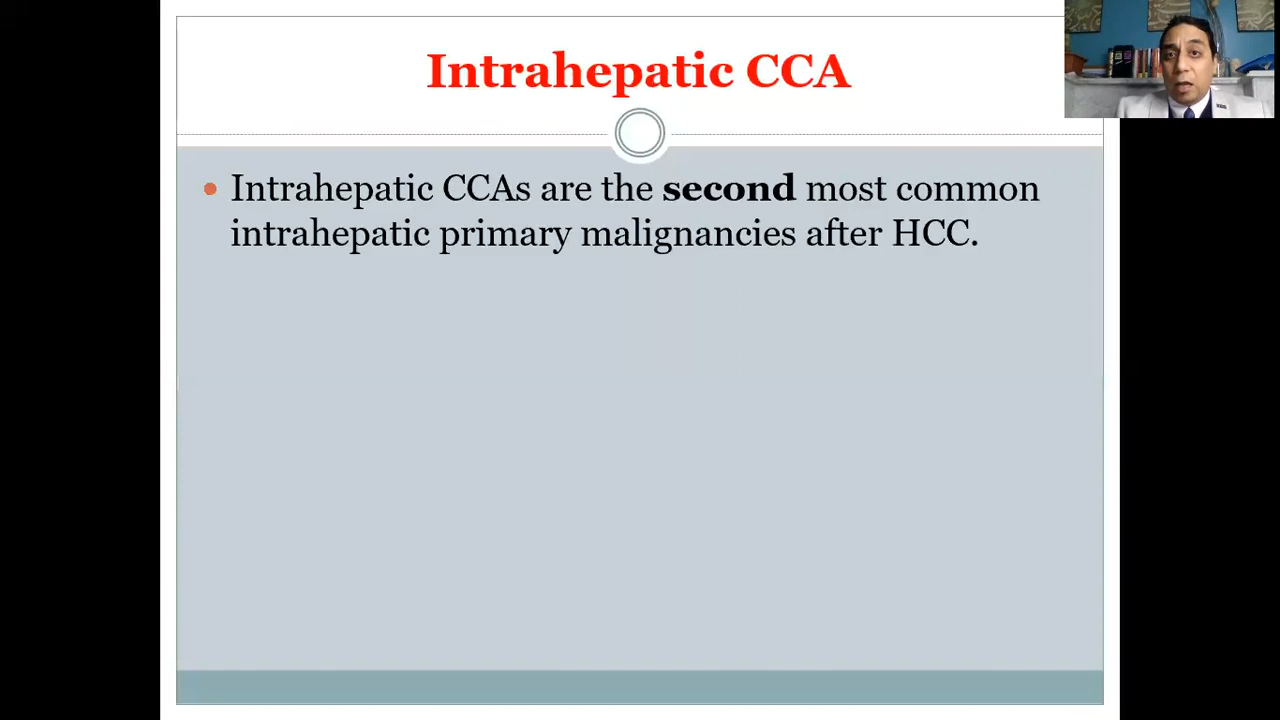 Intrahepatic CCA
Intrahepatic CCAs are the second most common
intrahepatic primary malignancies after HCC.